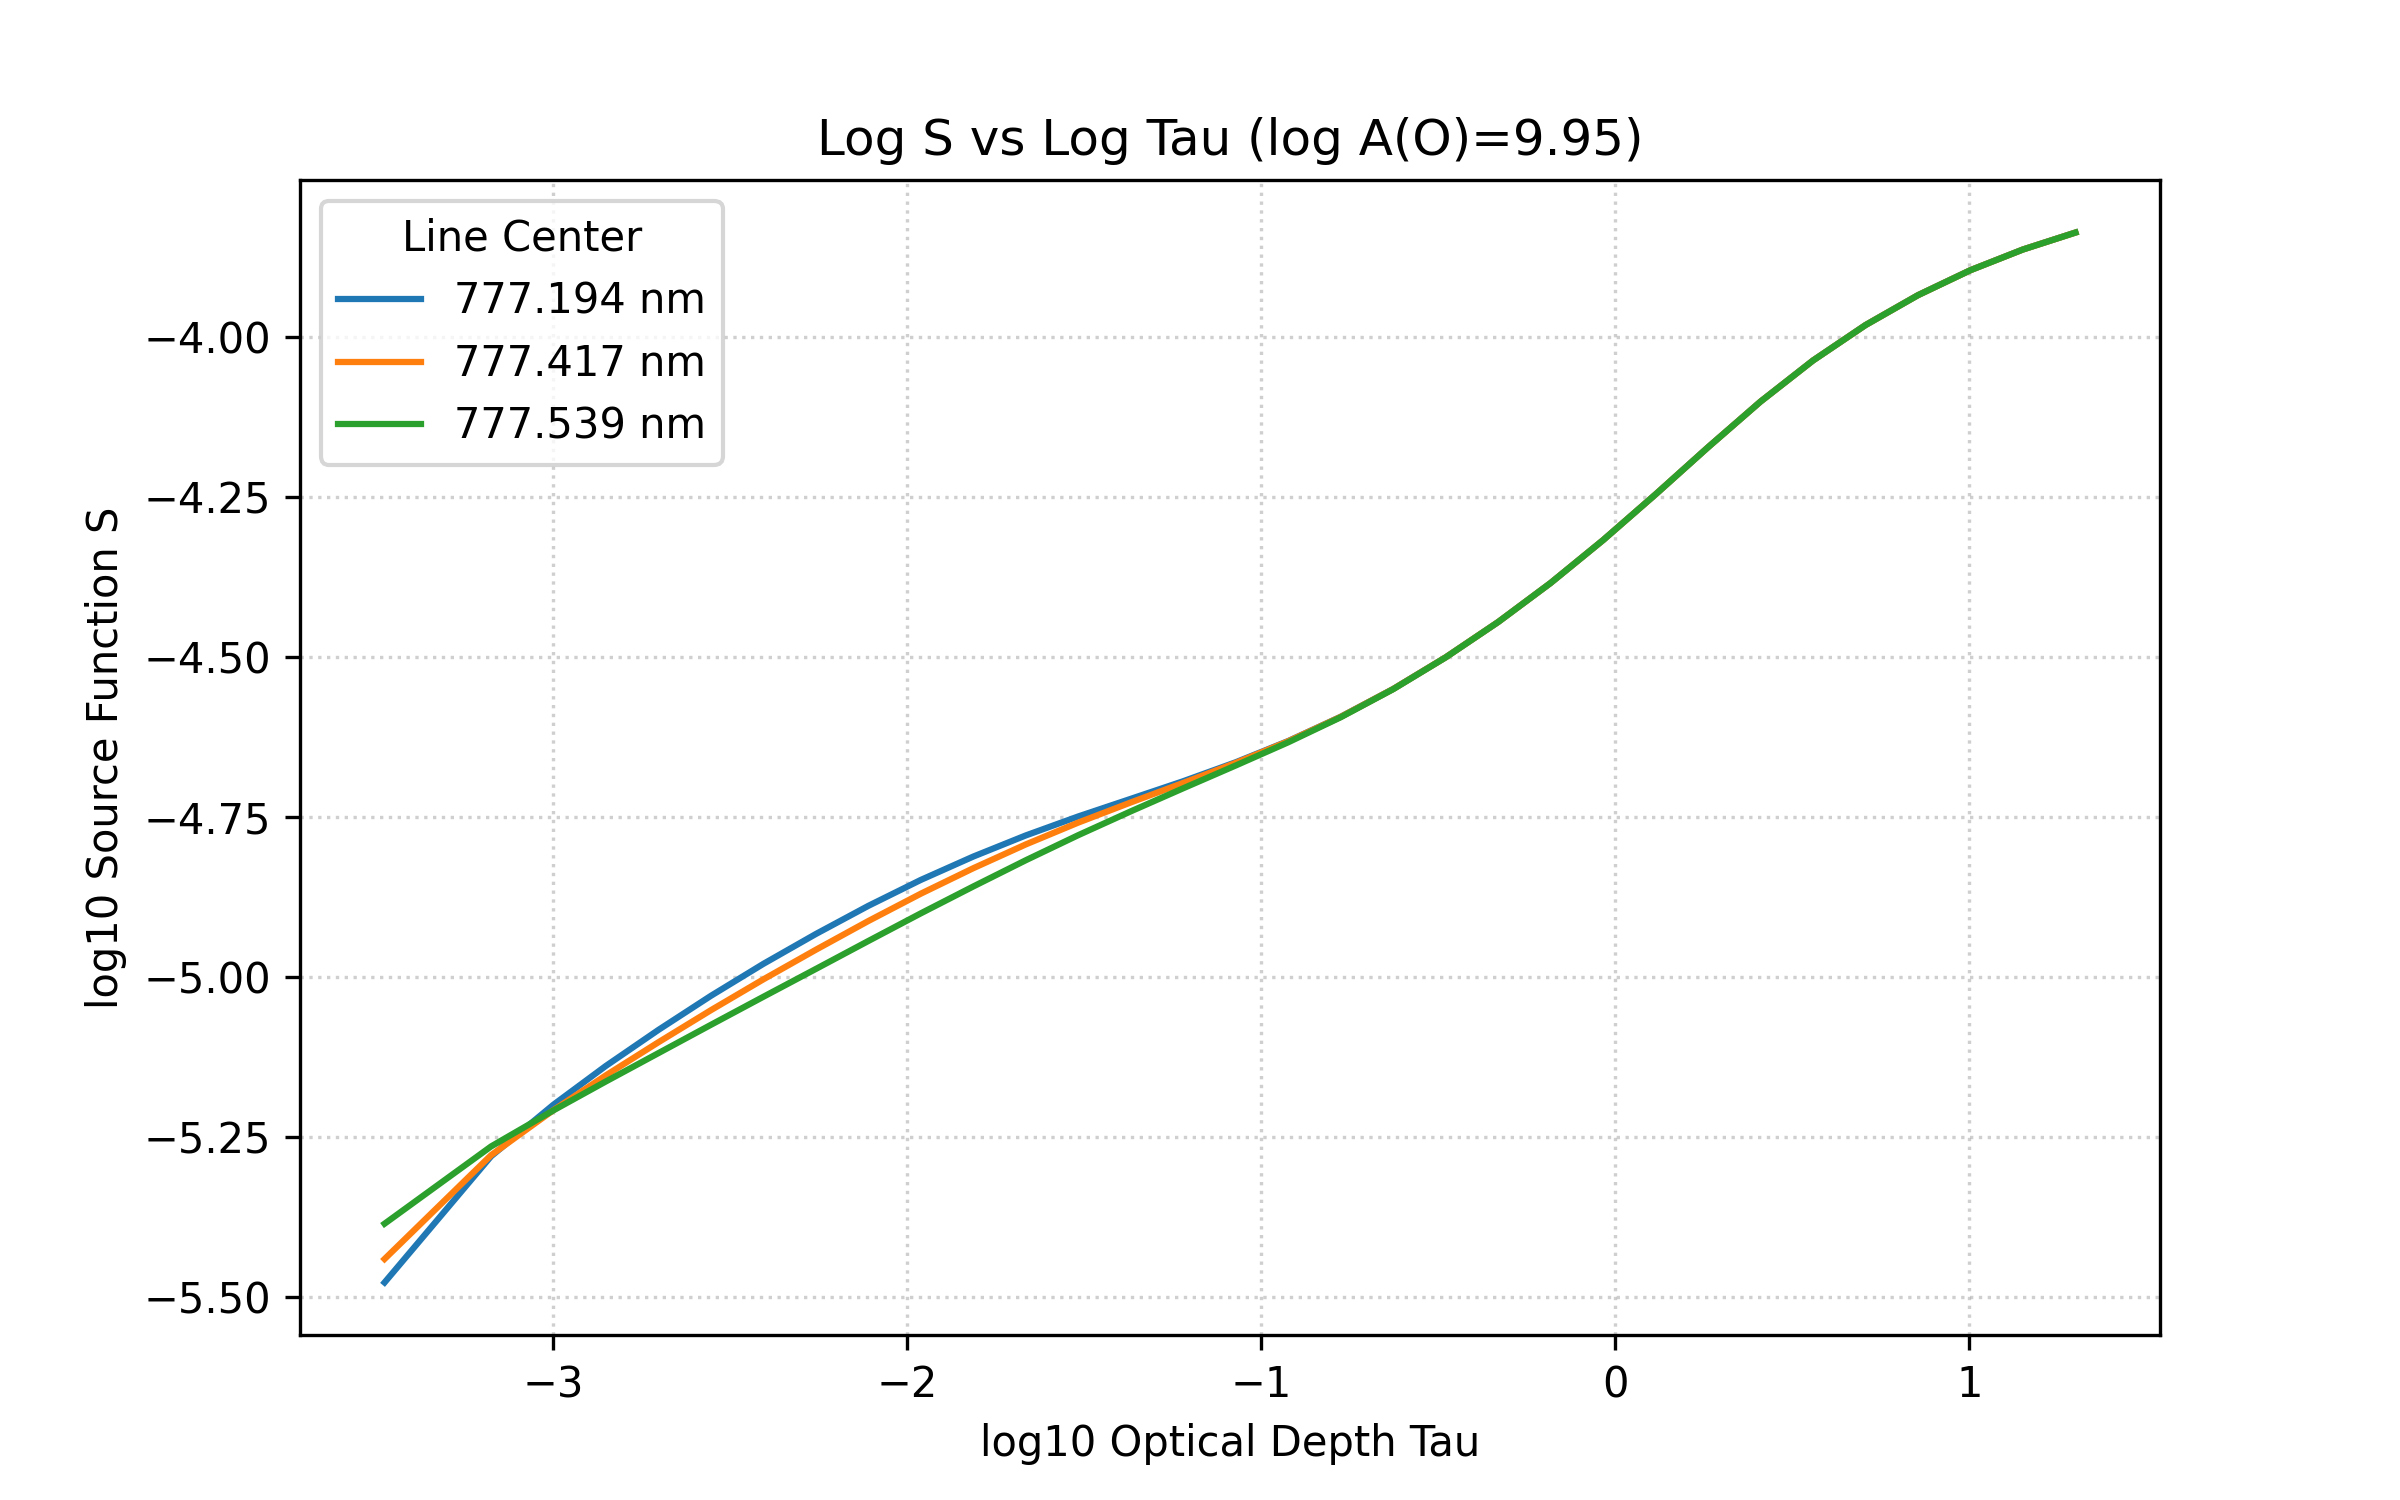 Log S vs Log Tau (log A(O)=9.95)
Line Center
777.194 nm
777.417 nm
777.539 nm
log10 Source Function S
−4.00
−4.25
−4.50
−4.75
−5.00
−5.25
−5.50
−3 −2 −1 0 1
log10 Optical Depth Tau